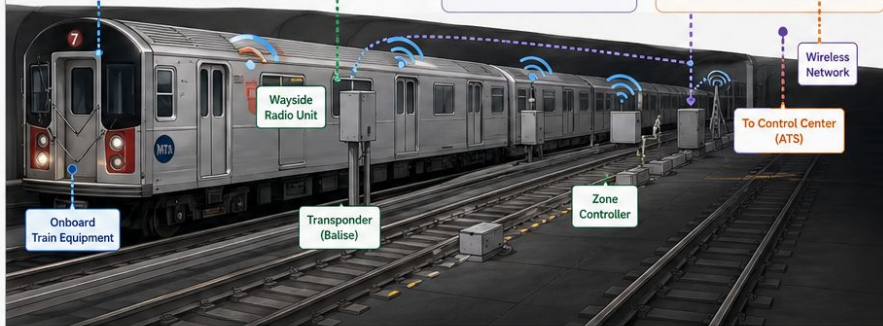 7
Wayside
Radio Unit
Wireless
Network
To Control Center
(ATS)
MTA
Onboard
Train Equipment
Transponder
(Balise)
Zone
Controller